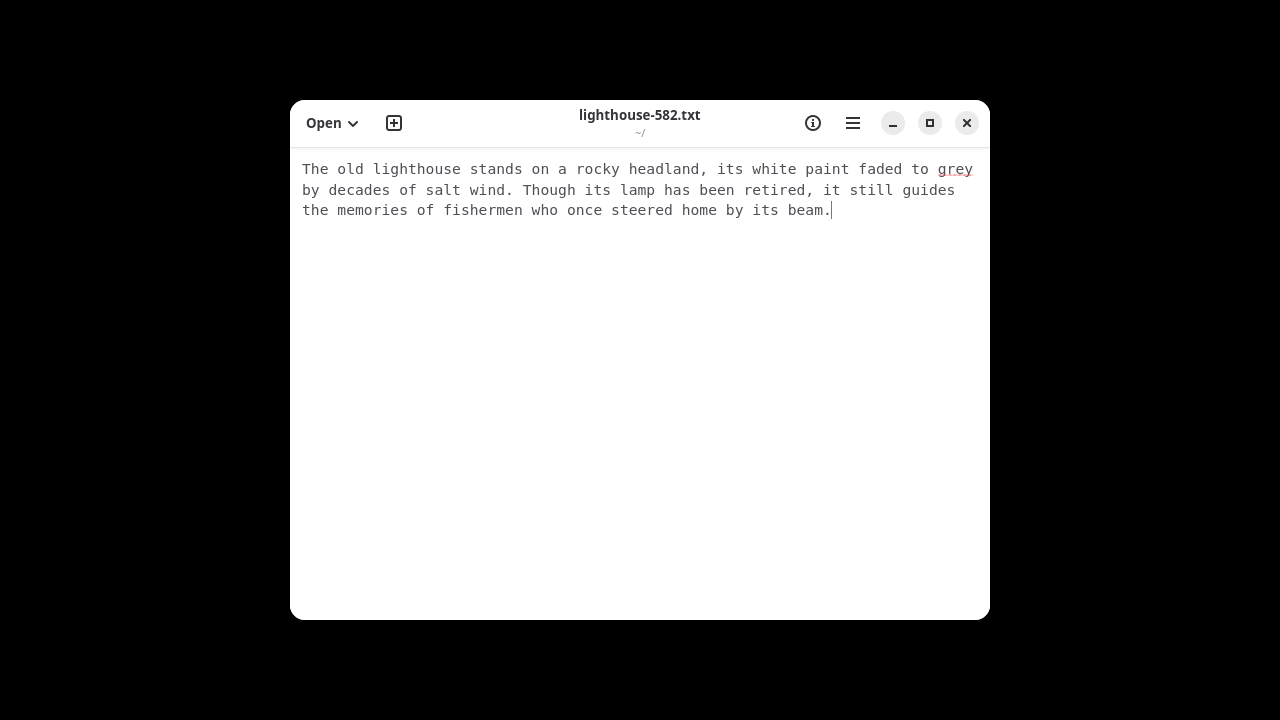 Open
lighthouse-582.txt
~/
The old lighthouse stands on a rocky headland, its white paint faded to grey
by decades of salt wind. Though its lamp has been retired, it still guides
the memories of fishermen who once steered home by its beam.